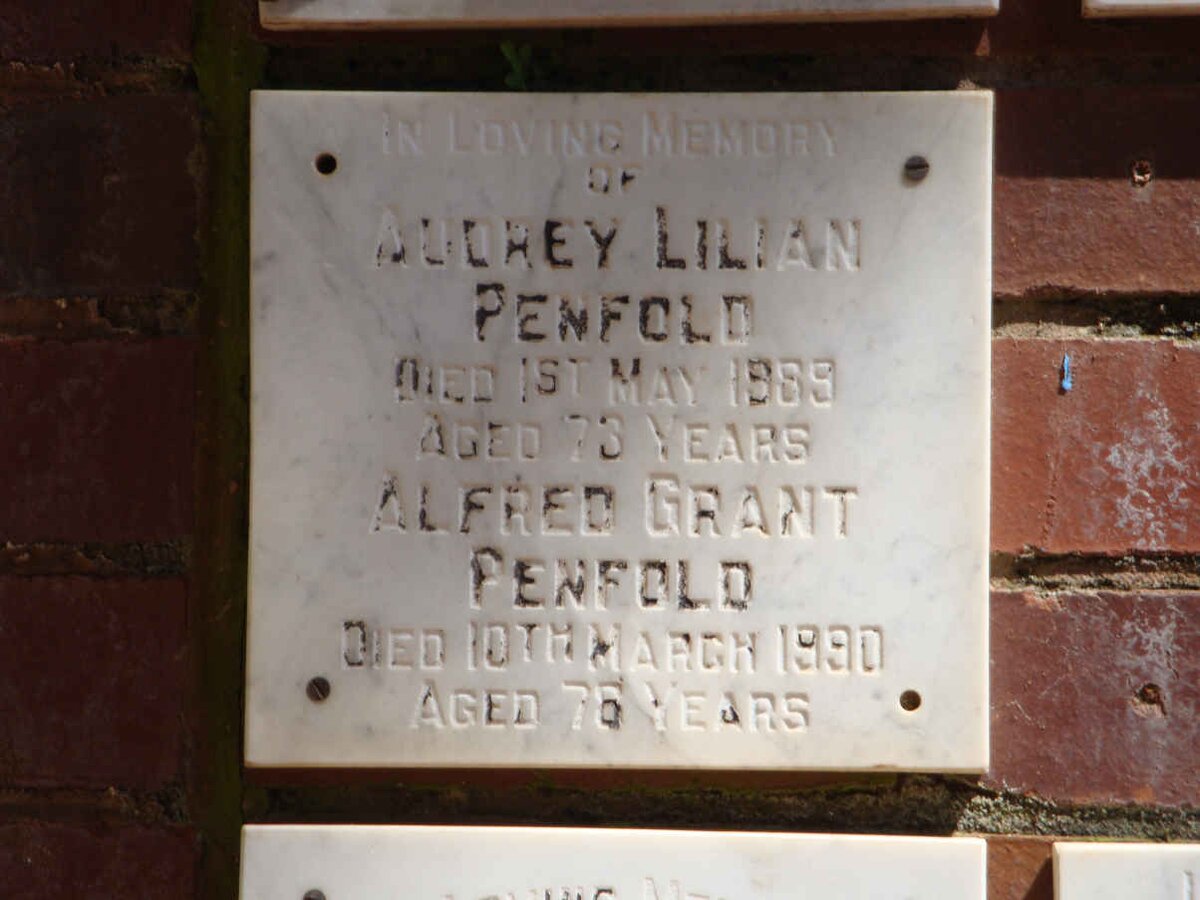 IN LOVING MEMORY
OF
AUDREY LILIAN
PENFOLD
DIED 1ST MAY 1989
AGED 73 YEARS
ALFRED GRANT
PENFOLD
DIED 10TH MARCH 1990
AGED 78 YEARS